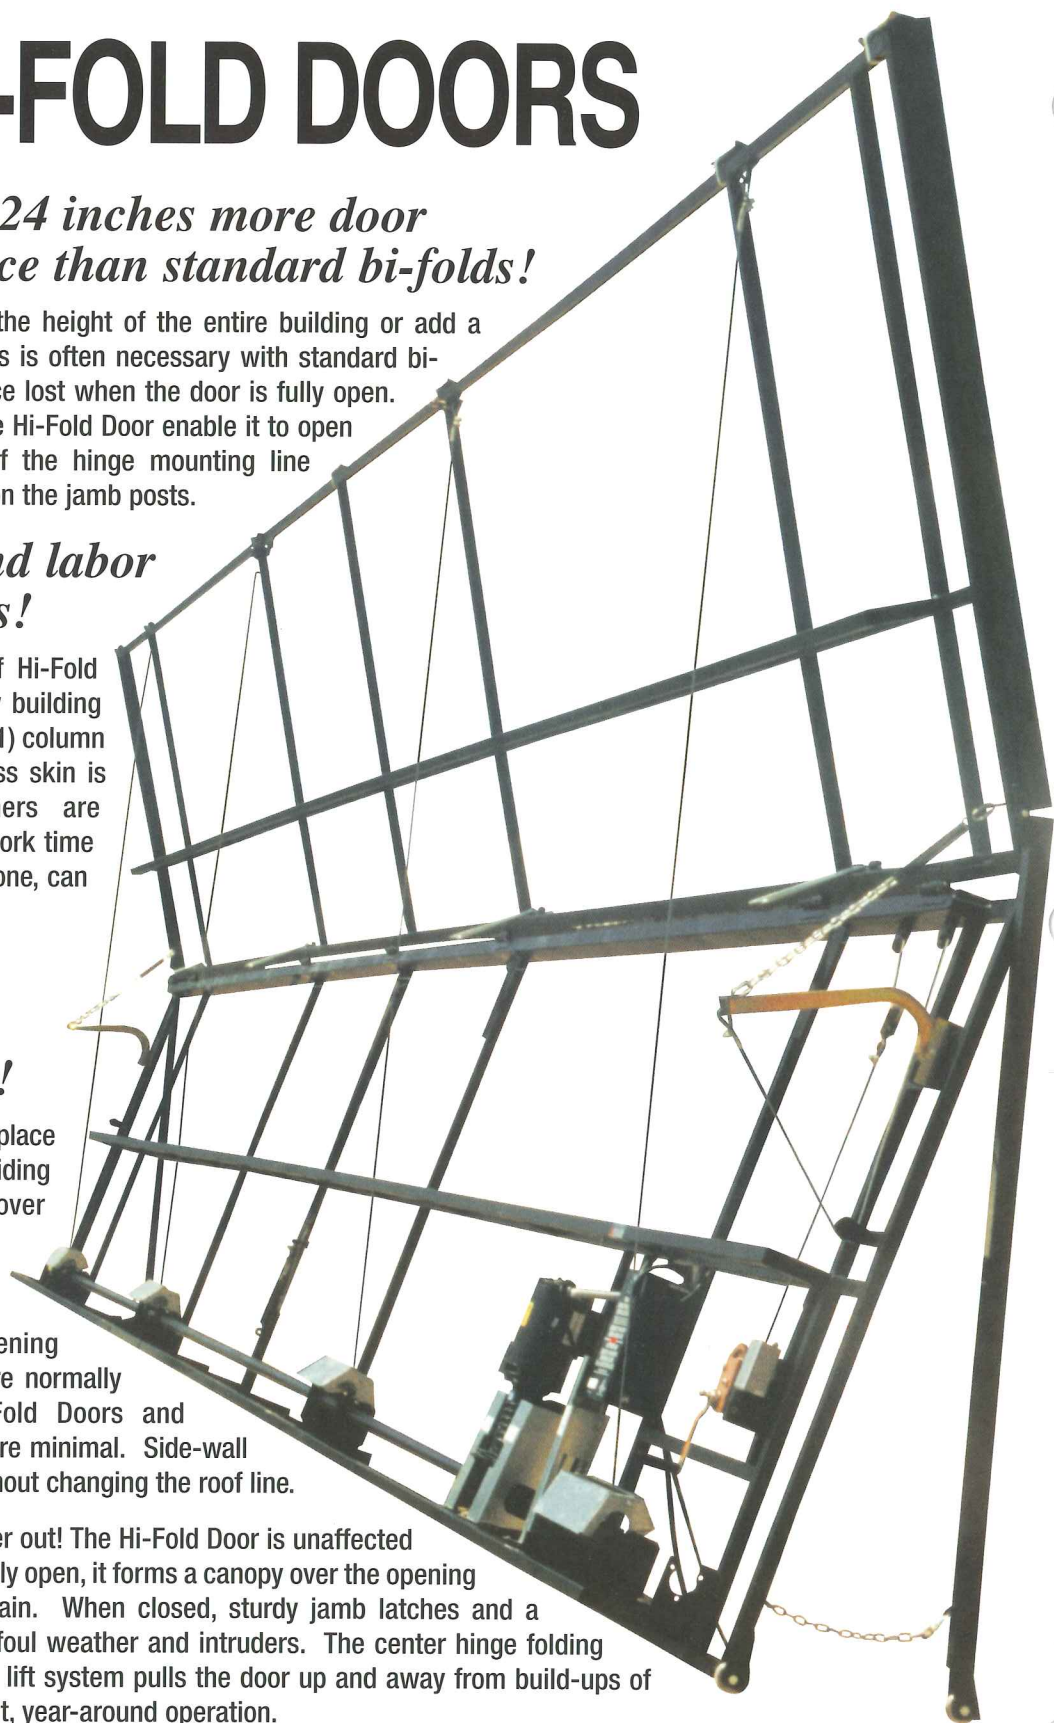 -FOLD DOORS
24 inches more door
ce than standard bi-folds!
the height of the entire building or add a
s is often necessary with standard bi-
ce lost when the door is fully open.
e Hi-Fold Door enable it to open
f the hinge mounting line
n the jamb posts.
nd labor
s!
f Hi-Fold
building
1) column
ss skin is
ners are
ork time
one, can
!
place
iding
over
ening
re normally
Fold Doors and
re minimal. Side-wall
hout changing the roof line.
er out! The Hi-Fold Door is unaffected
ly open, it forms a canopy over the opening
ain. When closed, sturdy jamb latches and a
foul weather and intruders. The center hinge folding
lift system pulls the door up and away from build-ups of
t, year-around operation.